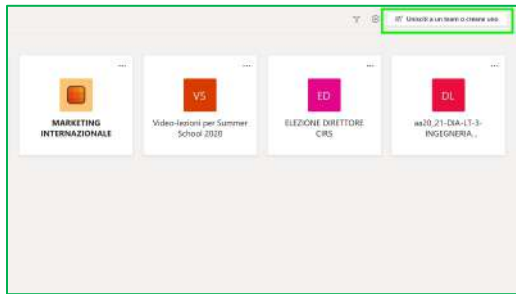 Unisciti a un team o creane uno
MARKETING
INTERNAZIONALE
VS
Video-lezioni per Summer
School 2020
ED
ELEZIONE DIRETTORE
CIRS
DL
aa20_21-DIA-LT-3-
INGEGNERIA...